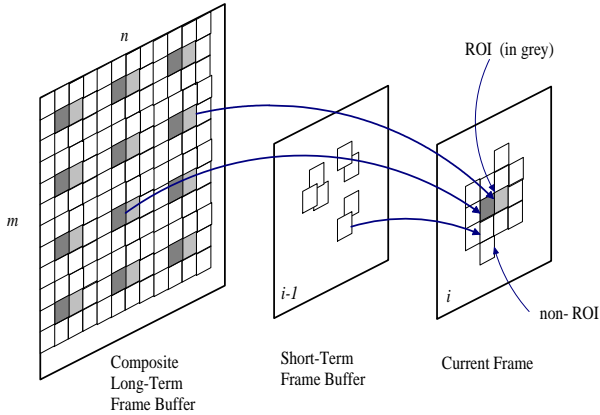 n
ROI (in grey)
m
i-1
i
non- ROI
Composite
Long-Term
Frame Buffer
Short-Term
Frame Buffer
Current Frame